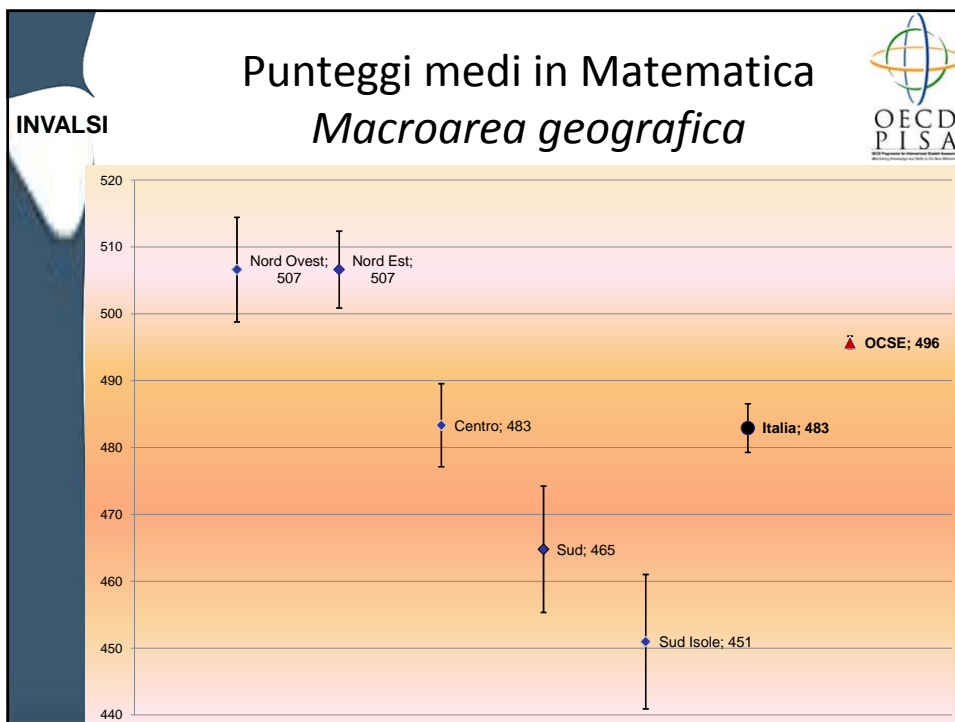 Punteggi medi in Matematica
Macroarea geografica
INVALSI
OECD
PISA
520
510
500
490
480
470
460
450
440
Nord Ovest;
507
Nord Est;
507
Centro; 483
Sud; 465
Sud Isole; 451
Italia; 483
OCSE; 496